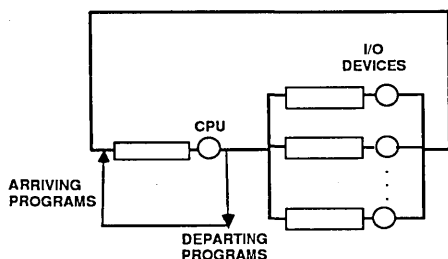 I/O
DEVICES
CPU
ARRIVING
PROGRAMS
DEPARTING
PROGRAMS